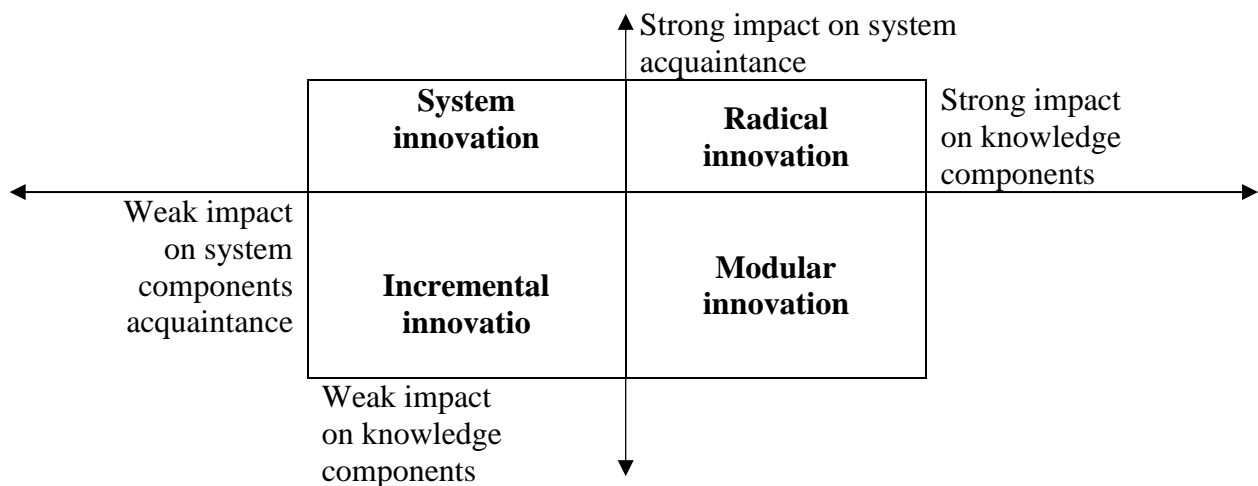 Strong impact on system
acquaintance
System
innovation
Radical
innovation
Strong impact
on knowledge
components
Weak impact
on system
components
acquaintance
Incremental
innovatio
Modular
innovation
Weak impact
on knowledge
components